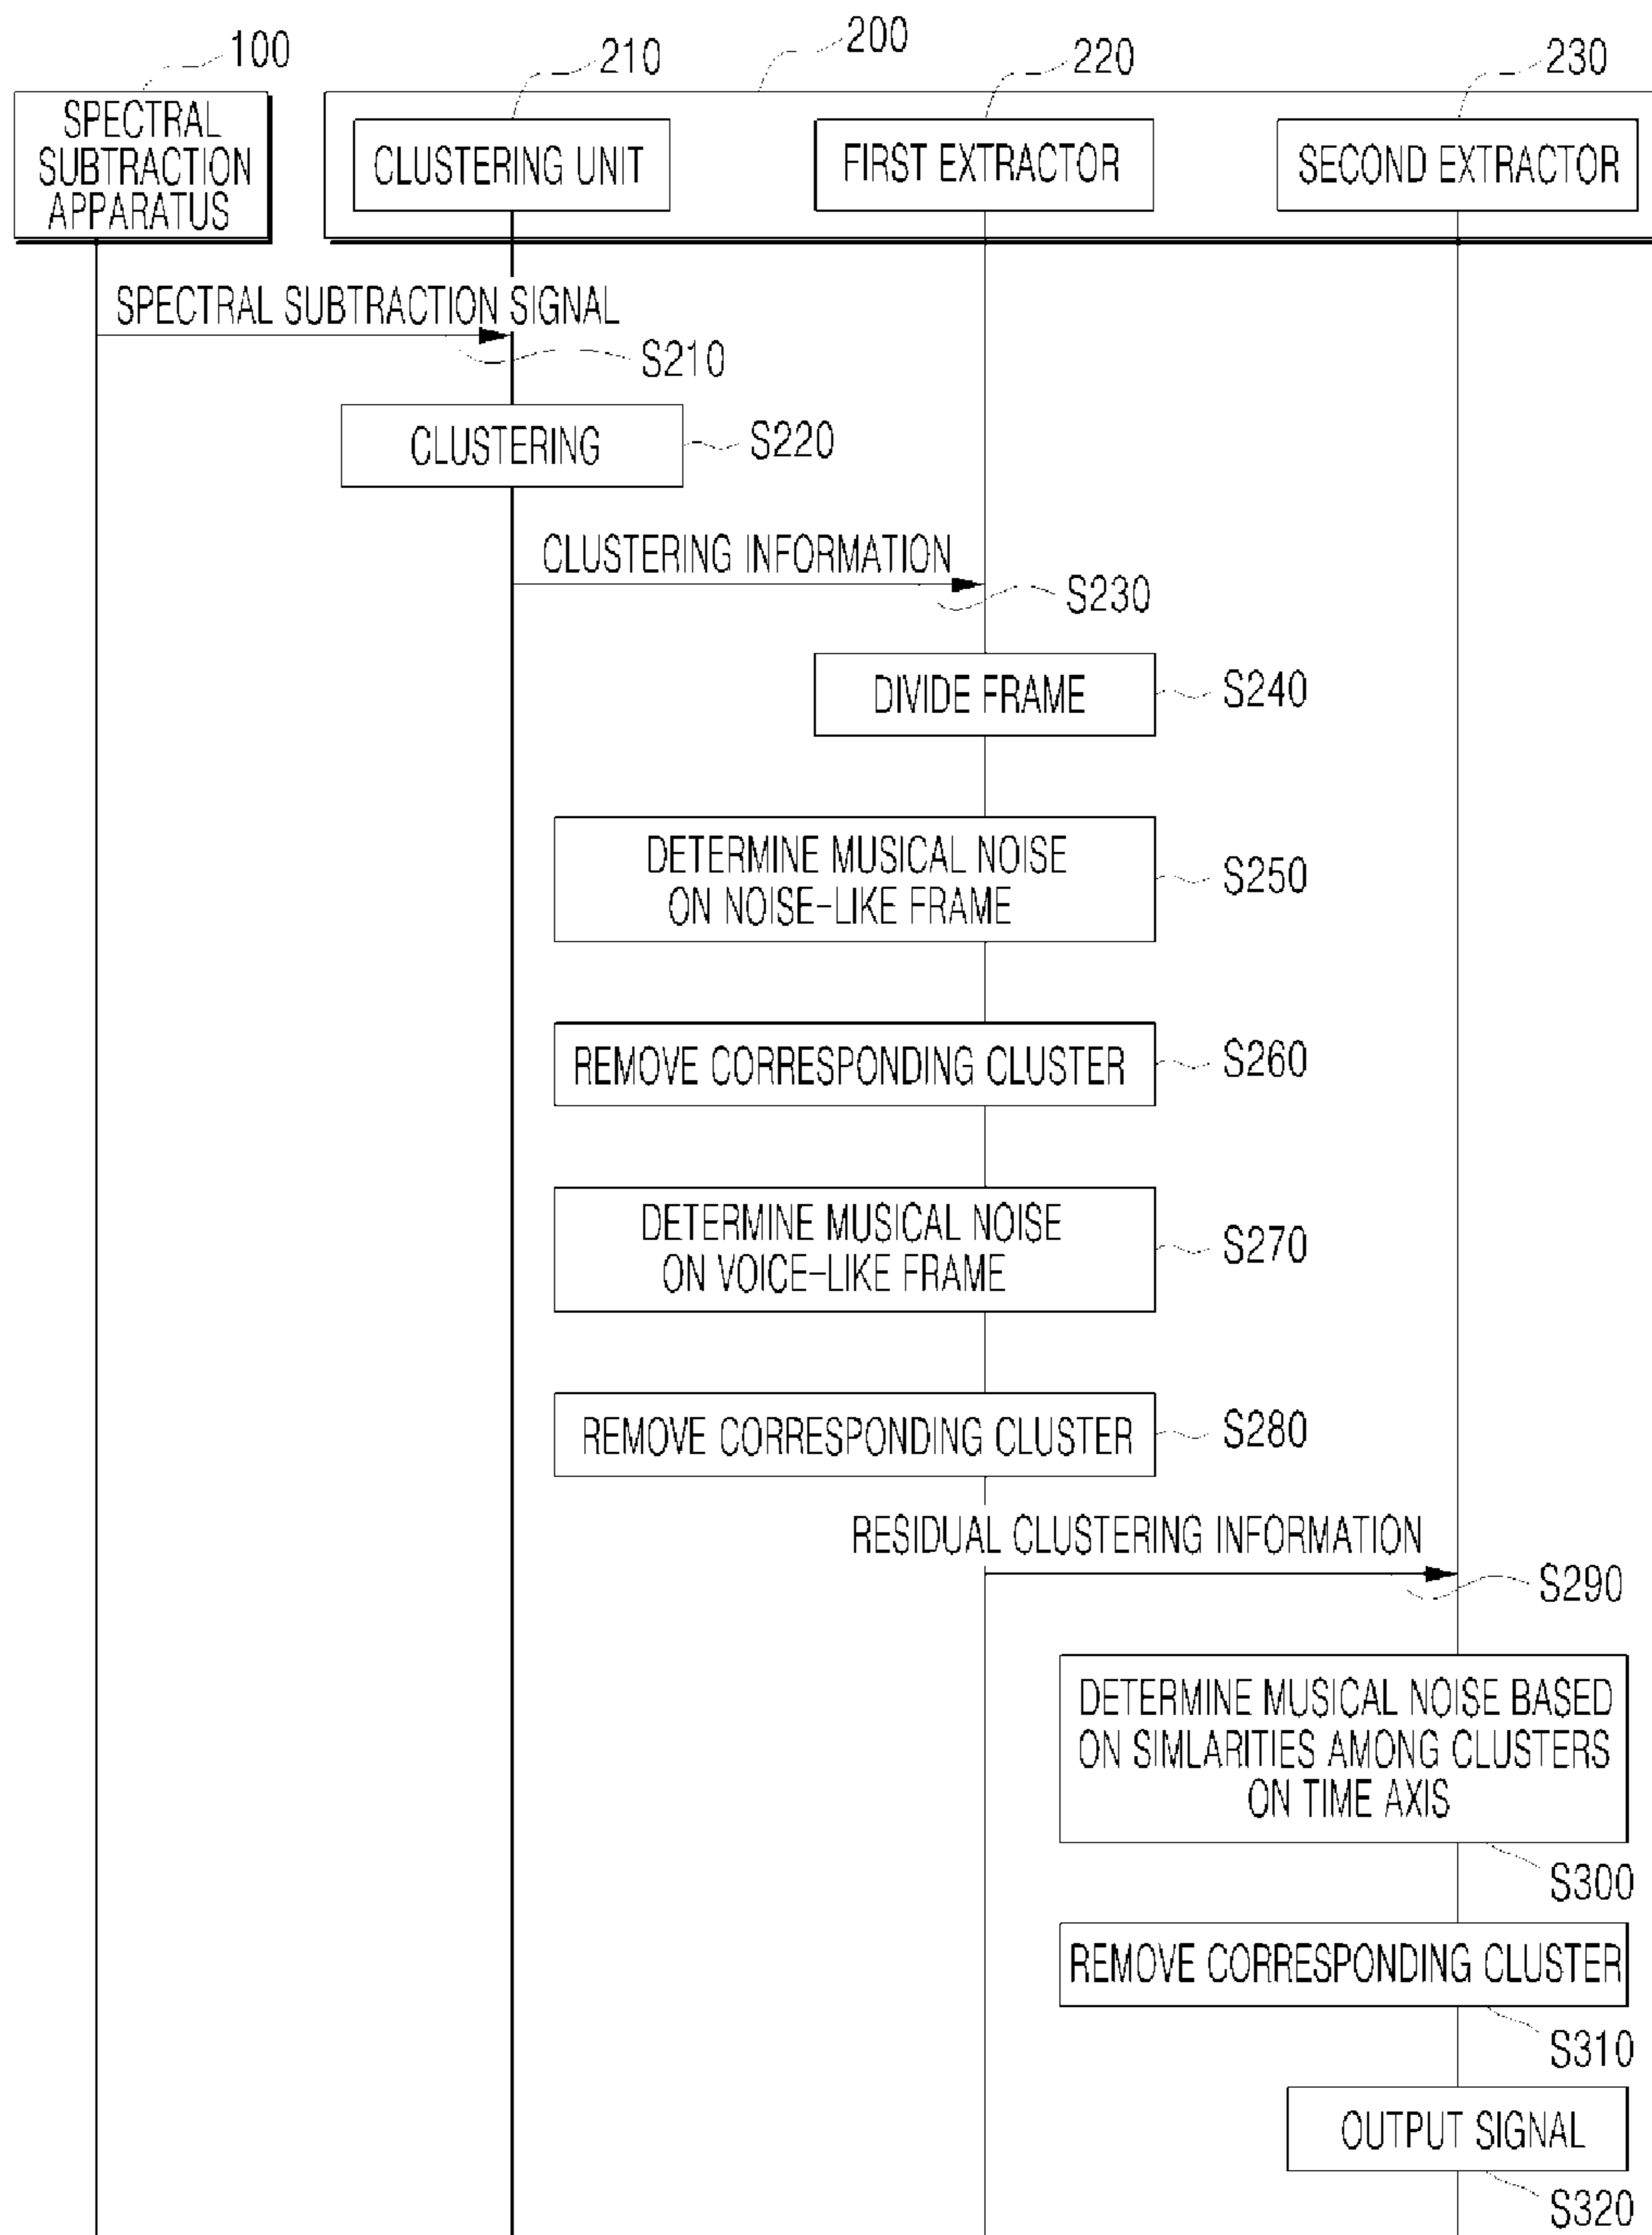 100
210
200
220
230
SPECTRAL
SUBTRACTION
APPARATUS
CLUSTERING UNIT
FIRST EXTRACTOR
SECOND EXTRACTOR
SPECTRAL SUBTRACTION SIGNAL
S210
CLUSTERING
S220
CLUSTERING INFORMATION
S230
DIVIDE FRAME
S240
DETERMINE MUSICAL NOISE
ON NOISE-LIKE FRAME
S250
REMOVE CORRESPONDING CLUSTER
S260
DETERMINE MUSICAL NOISE
ON VOICE-LIKE FRAME
S270
REMOVE CORRESPONDING CLUSTER
S280
RESIDUAL CLUSTERING INFORMATION
S290
DETERMINE MUSICAL NOISE BASED
ON SIMLARITIES AMONG CLUSTERS
ON TIME AXIS
S300
REMOVE CORRESPONDING CLUSTER
S310
OUTPUT SIGNAL
S320